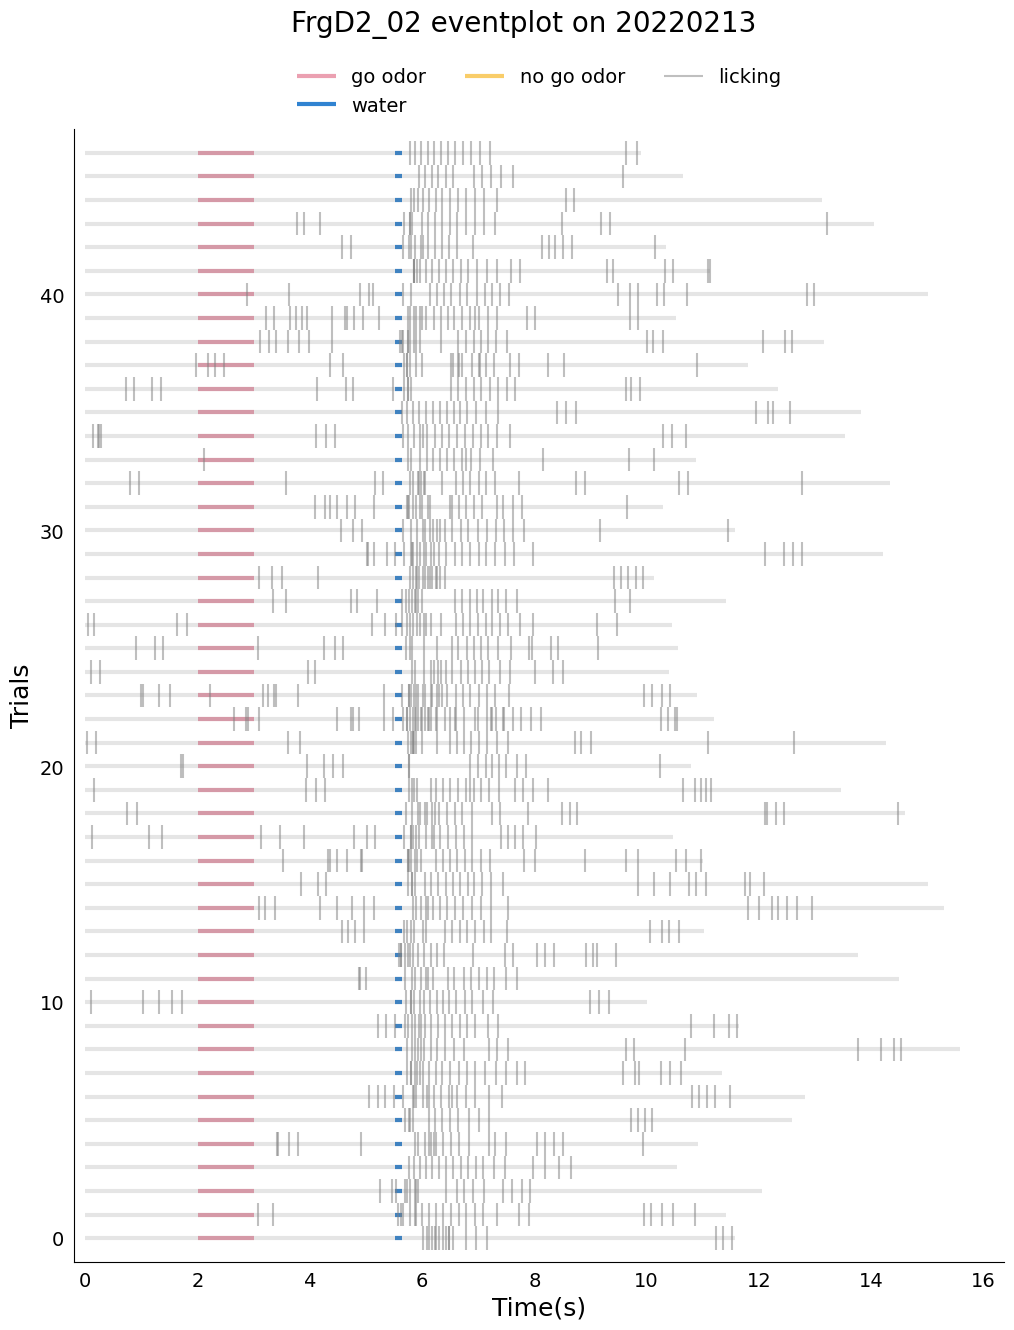 FrgD2_02 eventplot on 20220213
go odor no go odor licking
water
40
30
20
10
0
Trials
0 2 4 6 8 10 12 14 16
Time(s)